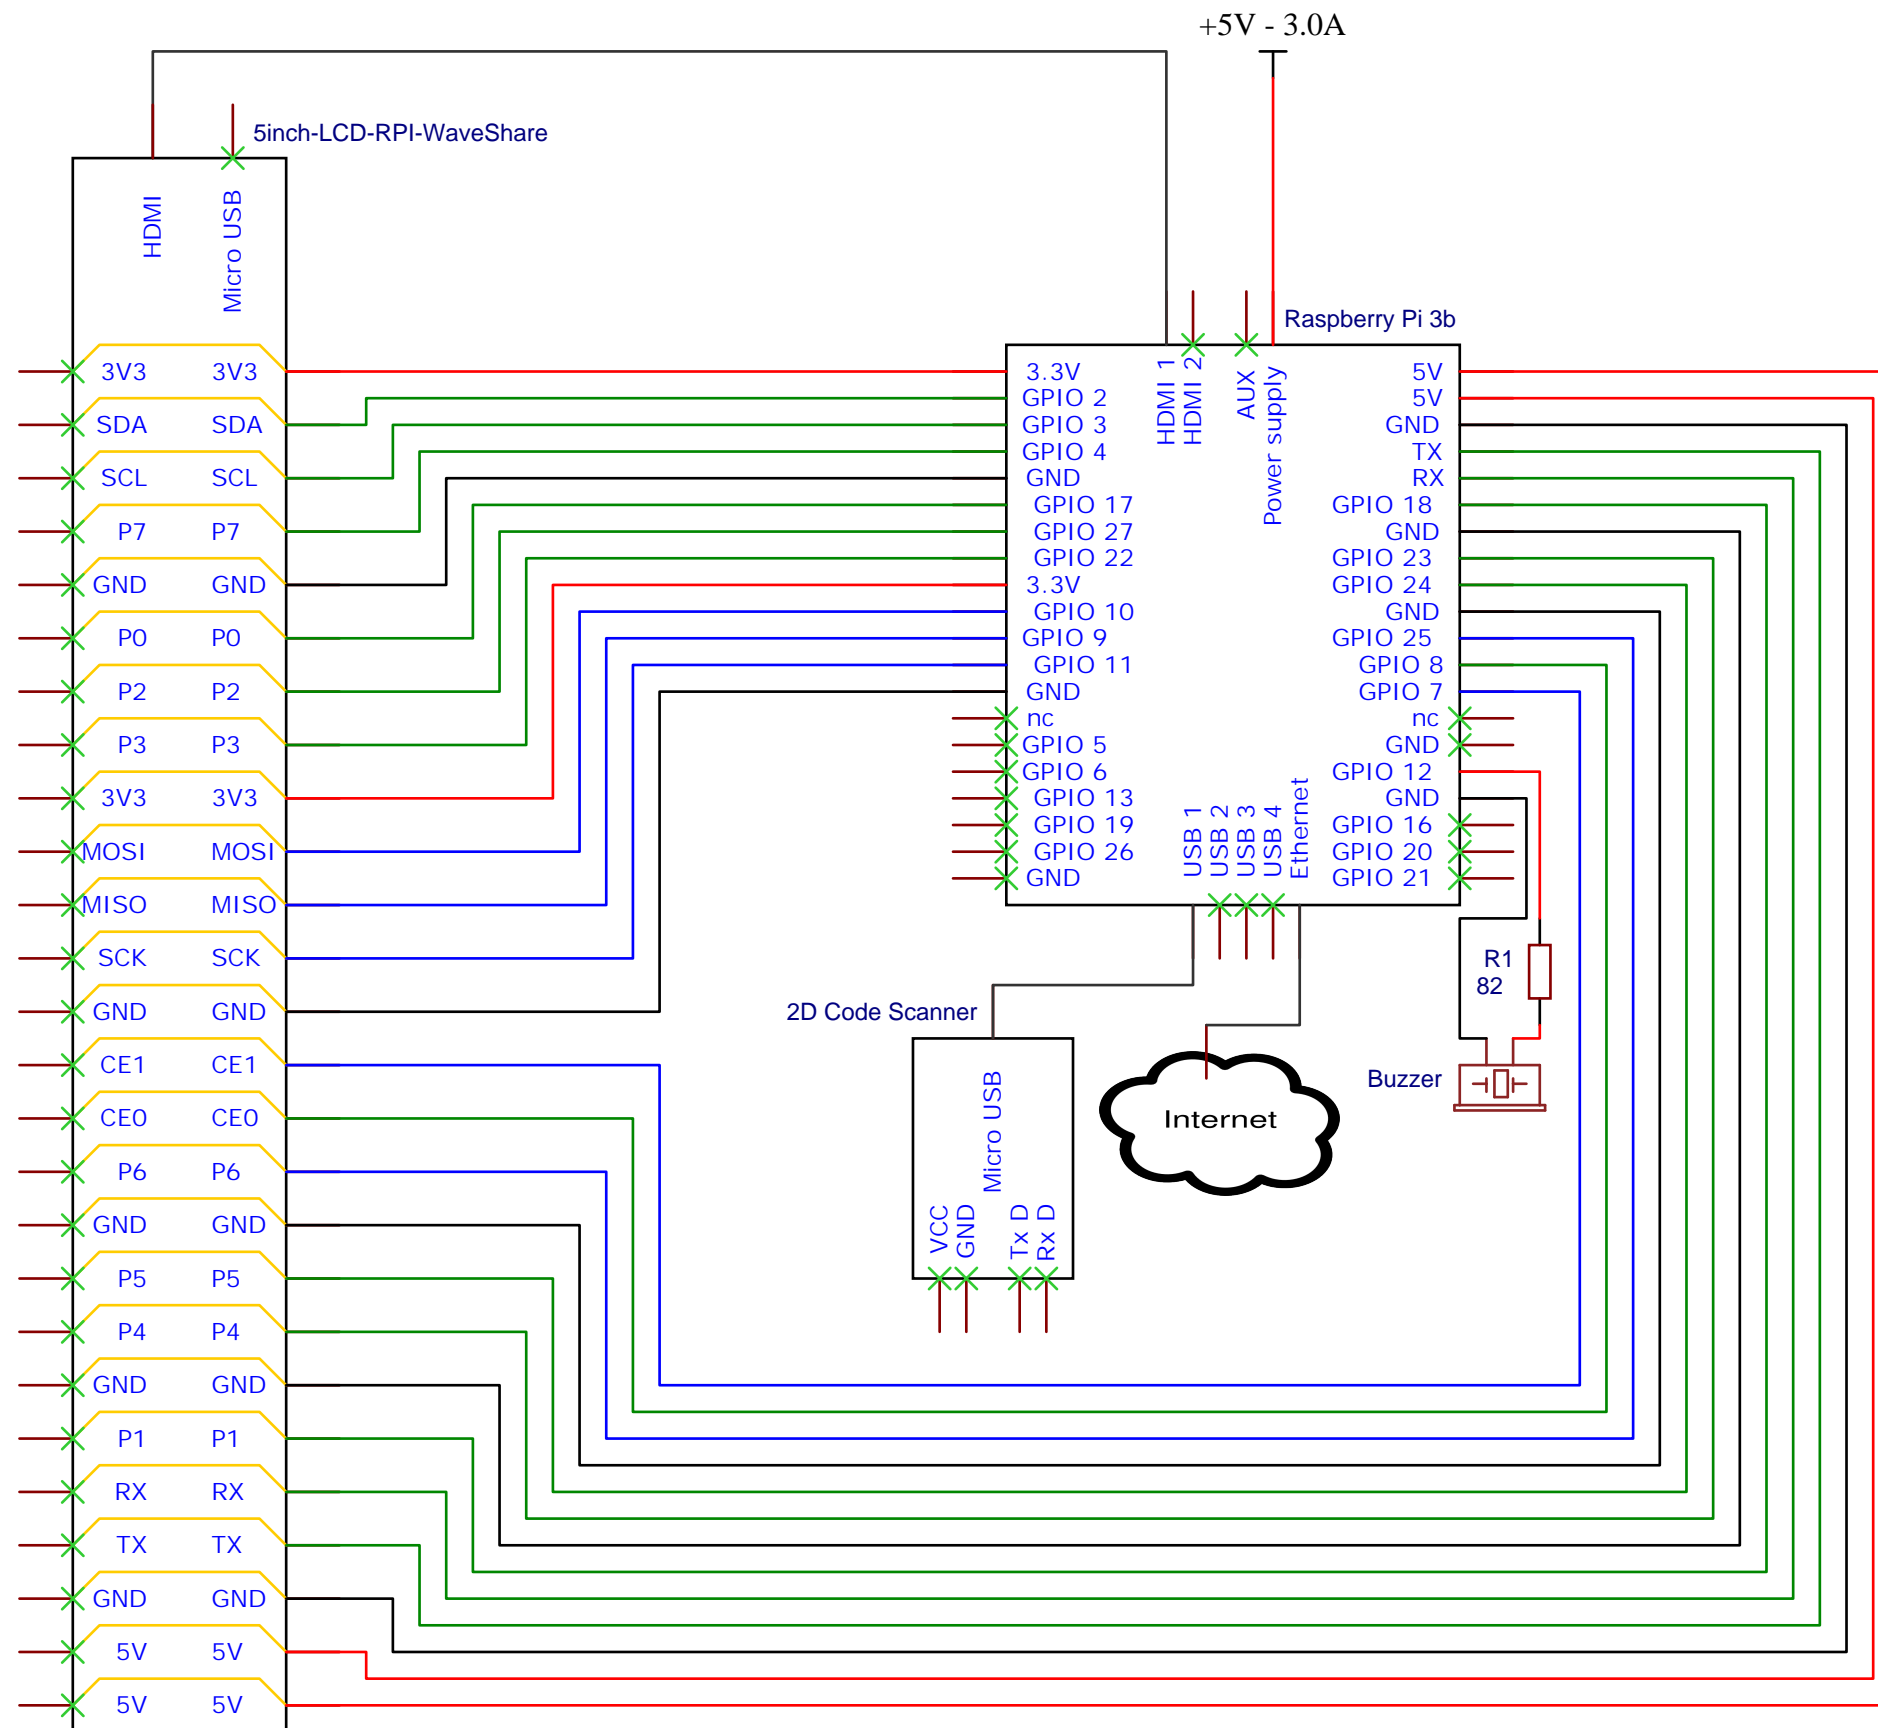 +5V - 3.0A
5inch-LCD-RPI-WaveShare
HDMI
Micro USB
3V3 3V3
SDA SDA
SCL SCL
P7 P7
GND GND
P0 P0
P2 P2
P3 P3
3V3 3V3
MOSI MOSI
MISO MISO
SCK SCK
GND GND
CE1 CE1
CE0 CE0
P6 P6
GND GND
P5 P5
P4 P4
GND GND
P1 P1
RX RX
TX TX
GND GND
5V 5V
5V 5V
Raspberry Pi 3b
HDMI 1
HDMI 2
AUX
Power supply
3.3V
GPIO 2
GPIO 3
GPIO 4
GND
GPIO 17
GPIO 27
GPIO 22
3.3V
GPIO 10
GPIO 9
GPIO 11
GND
nc
GPIO 5
GPIO 6
GPIO 13
GPIO 19
GPIO 26
GND
5V
5V
GND
TX
RX
GPIO 18
GND
GPIO 23
GPIO 24
GND
GPIO 25
GPIO 8
GPIO 7
nc
GND
GPIO 12
GND
GPIO 16
GPIO 20
GPIO 21
USB 1
USB 2
USB 3
USB 4
Ethernet
R1
82
Buzzer
2D Code Scanner
Micro USB
VCC
GND
Tx D
Rx D
Internet